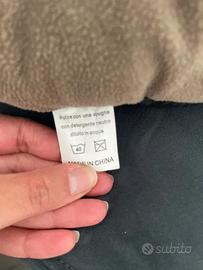 Pulire con una spugna
con detergente neutro
diluito in acqua
40
MADE IN CHINA
subito